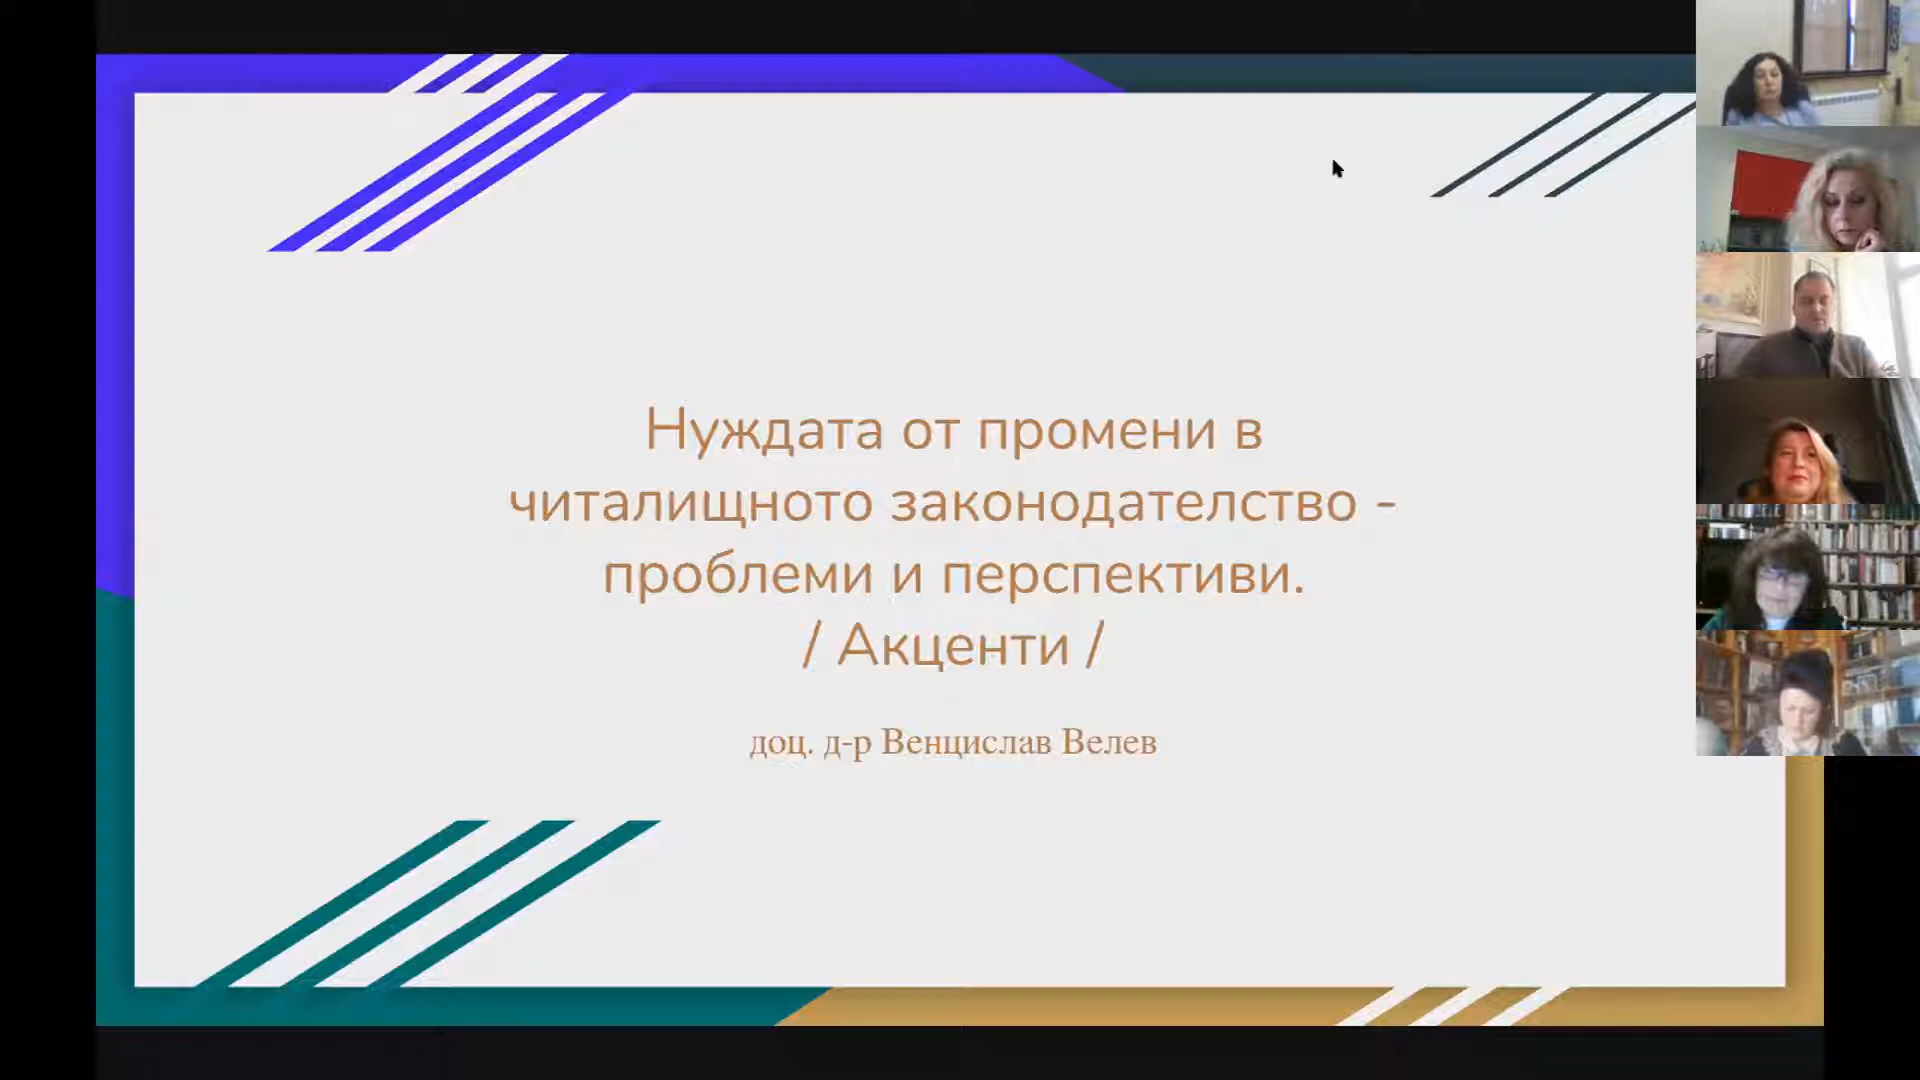 Нуждата от промени в
читалищното законодателство -
проблеми и перспективи.
/ Акценти /
доц. д-р Венцислав Велев